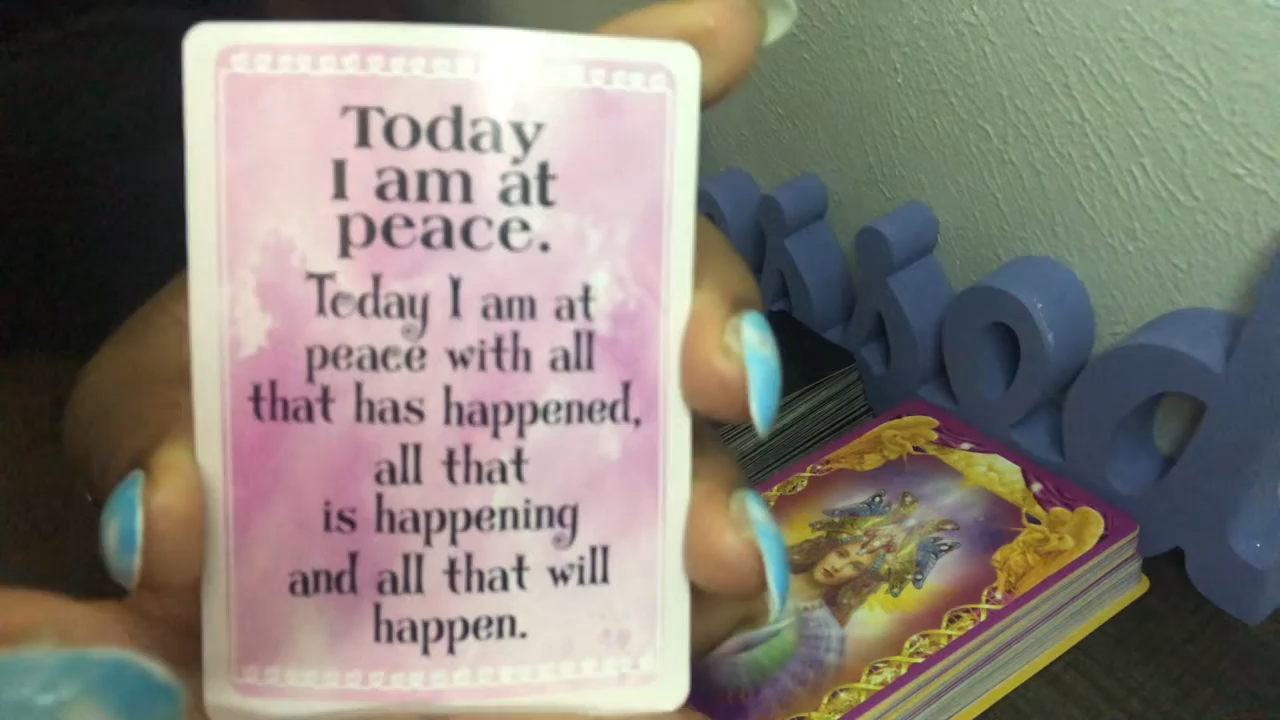 Today
I am at
peace.
Today I am at
peace with all
that has happened,
all that
is happening
and all that will
happen.